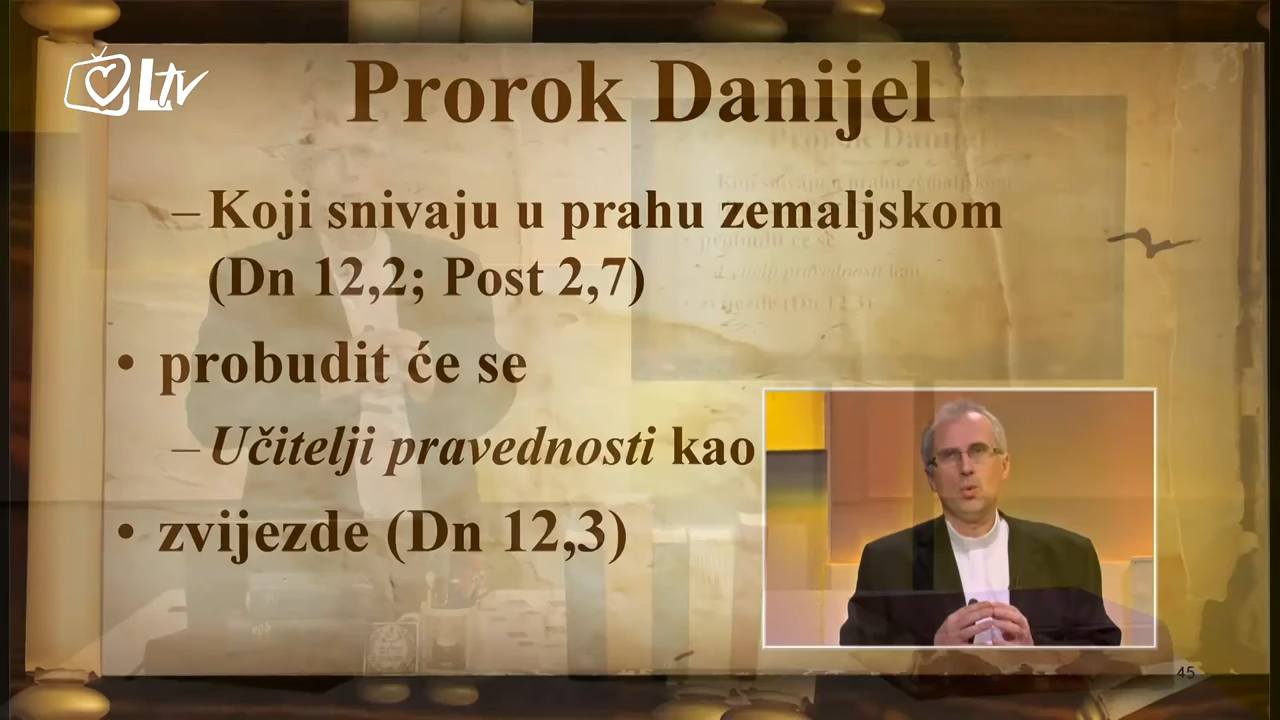 Ltv
Prorok Danijel
– Koji snivaju u prahu zemaljskom
(Dn 12,2; Post 2,7)
• probudit će se
– Učitelji pravednosti kao
• zvijezde (Dn 12,3)
45